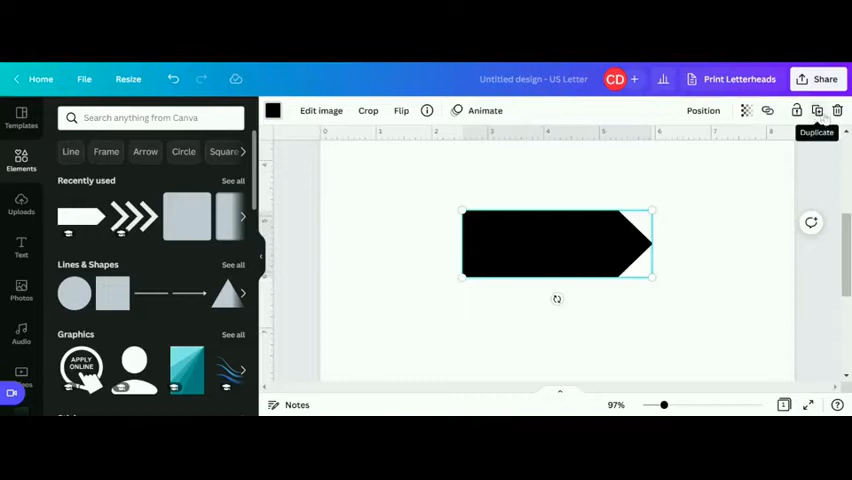 Home File Resize Untitled design - US Letter CD + Print Letterheads Share
Templates
Search anything from Canva
Edit image Crop Flip Animate Position
Duplicate
0 1 2 3 4 5 6 7 8
Elements
Line Frame Arrow Circle Square
Recently used See all
Uploads
Text
Lines & Shapes See all
Photos
Graphics See all
Audio
APPLY
ONLINE
Notes 97% 1 ?